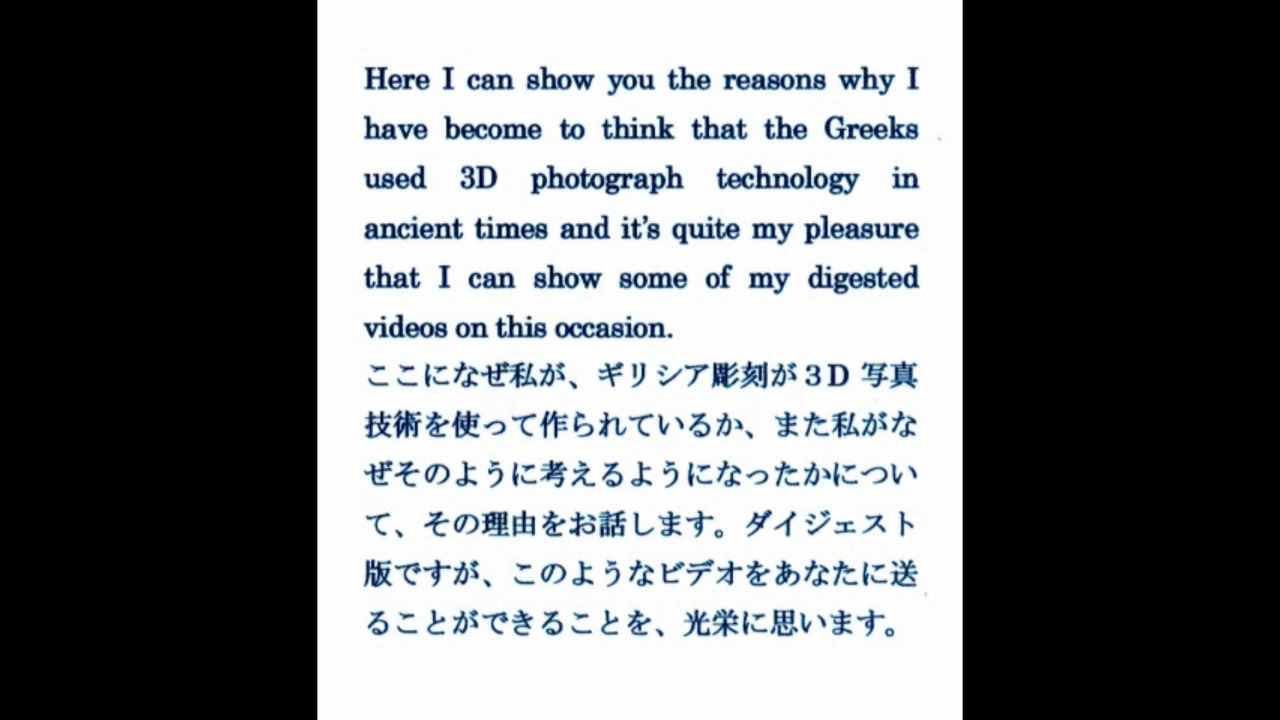 Here I can show you the reasons why I
have become to think that the Greeks
used 3D photograph technology in
ancient times and it's quite my pleasure
that I can show some of my digested
videos on this occasion.
ここになぜ私が、ギリシア彫刻が３D 写真
技術を使って作られているか、また私がな
ぜそのように考えるようになったかについ
て、その理由をお話します。ダイジェスト
版ですが、このようなビデオをあなたに送
ることができることを、光栄に思います。